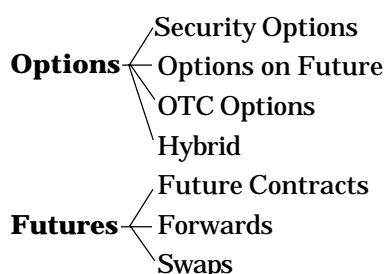 Security Options
Options Options on Future
OTC Options
Hybrid
Future Contracts
Futures Forwards
Swaps